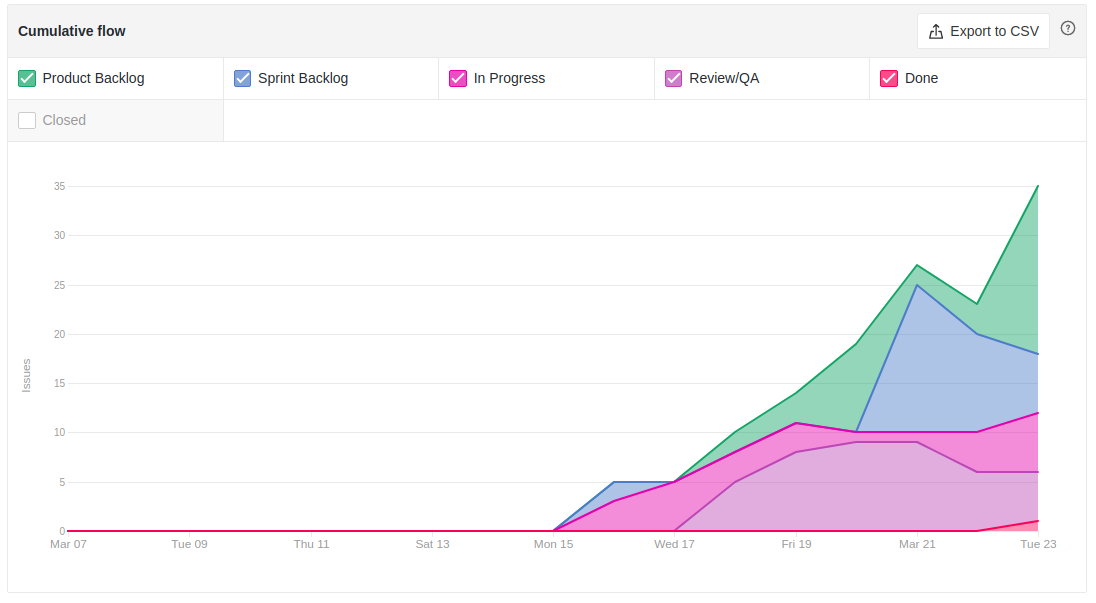 Cumulative flow
Export to CSV
?
Product Backlog
Sprint Backlog
In Progress
Review/QA
Done
Closed
35
30
25
20
15
10
5
0
Issues
Mar 07
Tue 09
Thu 11
Sat 13
Mon 15
Wed 17
Fri 19
Mar 21
Tue 23